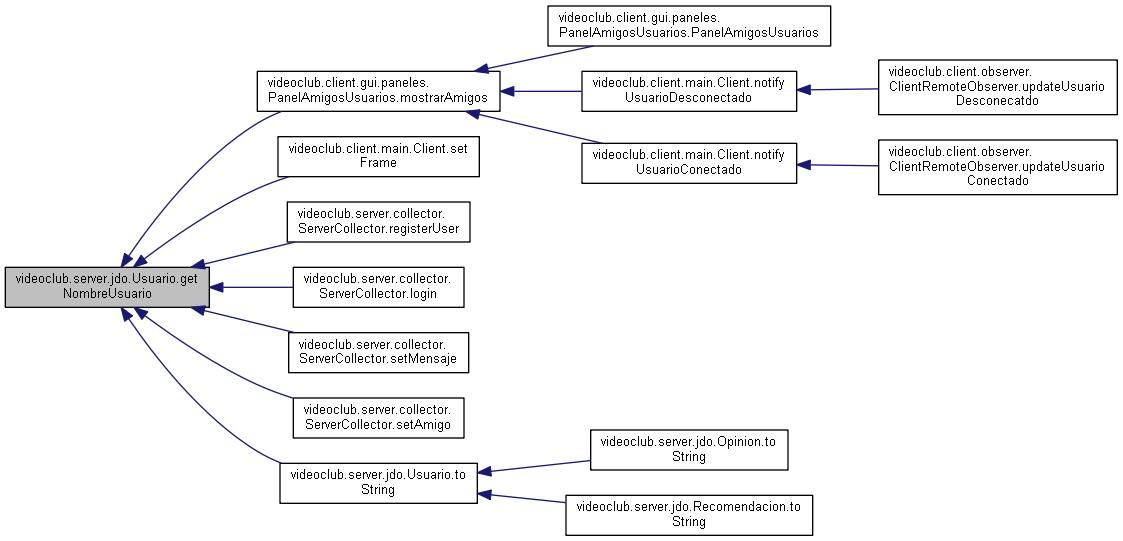 videoclub.client.gui.paneles.
PanelAmigosUsuarios.PanelAmigosUsuarios
videoclub.client.gui.paneles.
PanelAmigosUsuarios.mostrarAmigos
videoclub.client.main.Client.notify
UsuarioDesconectado
videoclub.client.observer.
ClientRemoteObserver.updateUsuario
Desconecatdo
videoclub.client.main.Client.set
Frame
videoclub.client.main.Client.notify
UsuarioConectado
videoclub.client.observer.
ClientRemoteObserver.updateUsuario
Conectado
videoclub.server.collector.
ServerCollector.registerUser
videoclub.server.jdo.Usuario.get
NombreUsuario
videoclub.server.collector.
ServerCollector.login
videoclub.server.collector.
ServerCollector.setMensaje
videoclub.server.collector.
ServerCollector.setAmigo
videoclub.server.jdo.Usuario.to
String
videoclub.server.jdo.Opinion.to
String
videoclub.server.jdo.Recomendacion.to
String